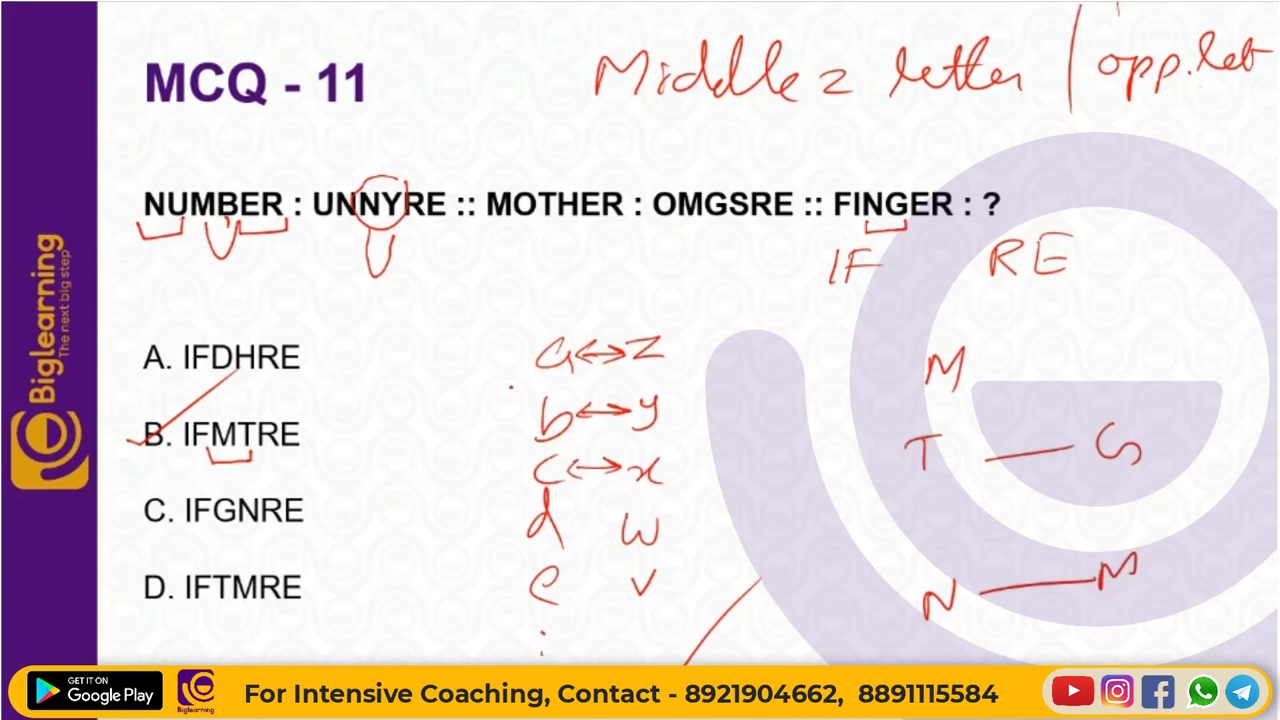 Middle 2 letter / opp.let
MCQ - 11
NUMBER : UNNYRE :: MOTHER : OMGSRE :: FINGER : ?
IF RE
A. IFDHRE
B. IFMTRE
C. IFGNRE
D. IFTMRE
a↔z
b↔y
c↔x
d w
e v
M
T — G
N — M
Biglearning
The next big step
GET IT ON
Google Play
Biglearning
For Intensive Coaching, Contact - 8921904662, 8891115584